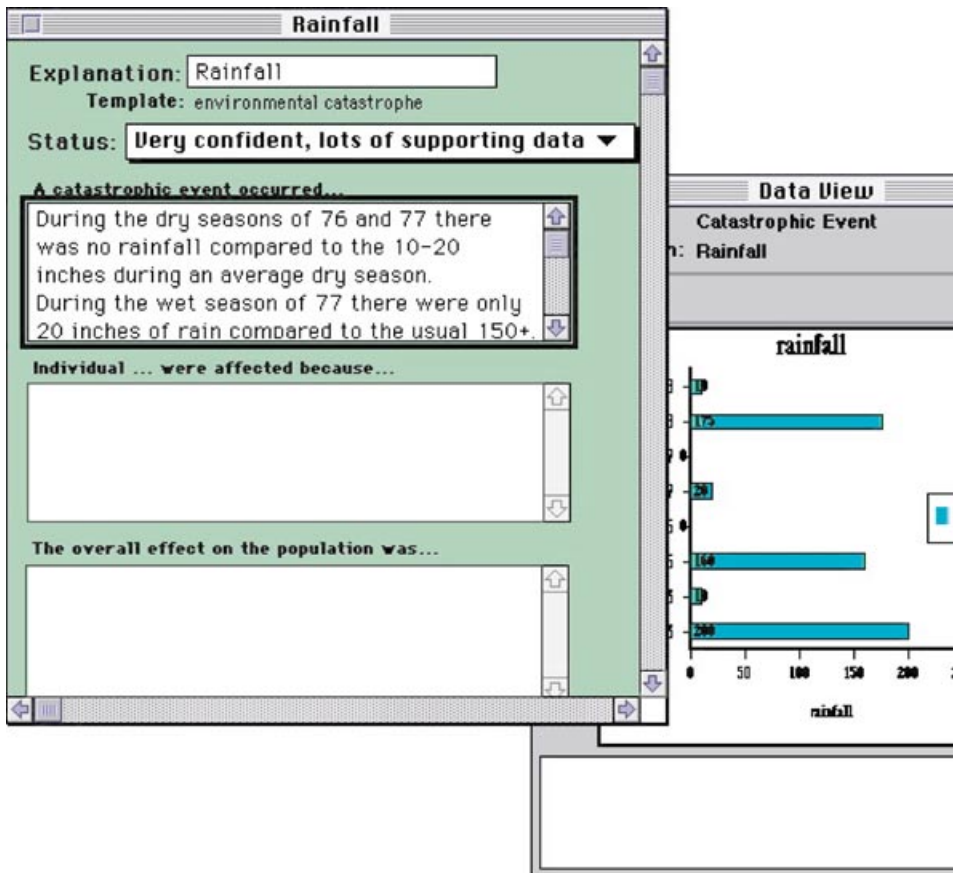 Rainfall
Explanation: Rainfall
Template: environmental catastrophe
Status: Very confident, lots of supporting data
A catastrophic event occurred...
During the dry seasons of 76 and 77 there
was no rainfall compared to the 10-20
inches during an average dry season.
During the wet season of 77 there were only
20 inches of rain compared to the usual 150+.
Individual ... were affected because...
The overall effect on the population was...
Data View
Catastrophic Event
n: Rainfall
rainfall
10
175
0
20
0
160
10
200
0 50 100 150 200
rainfall